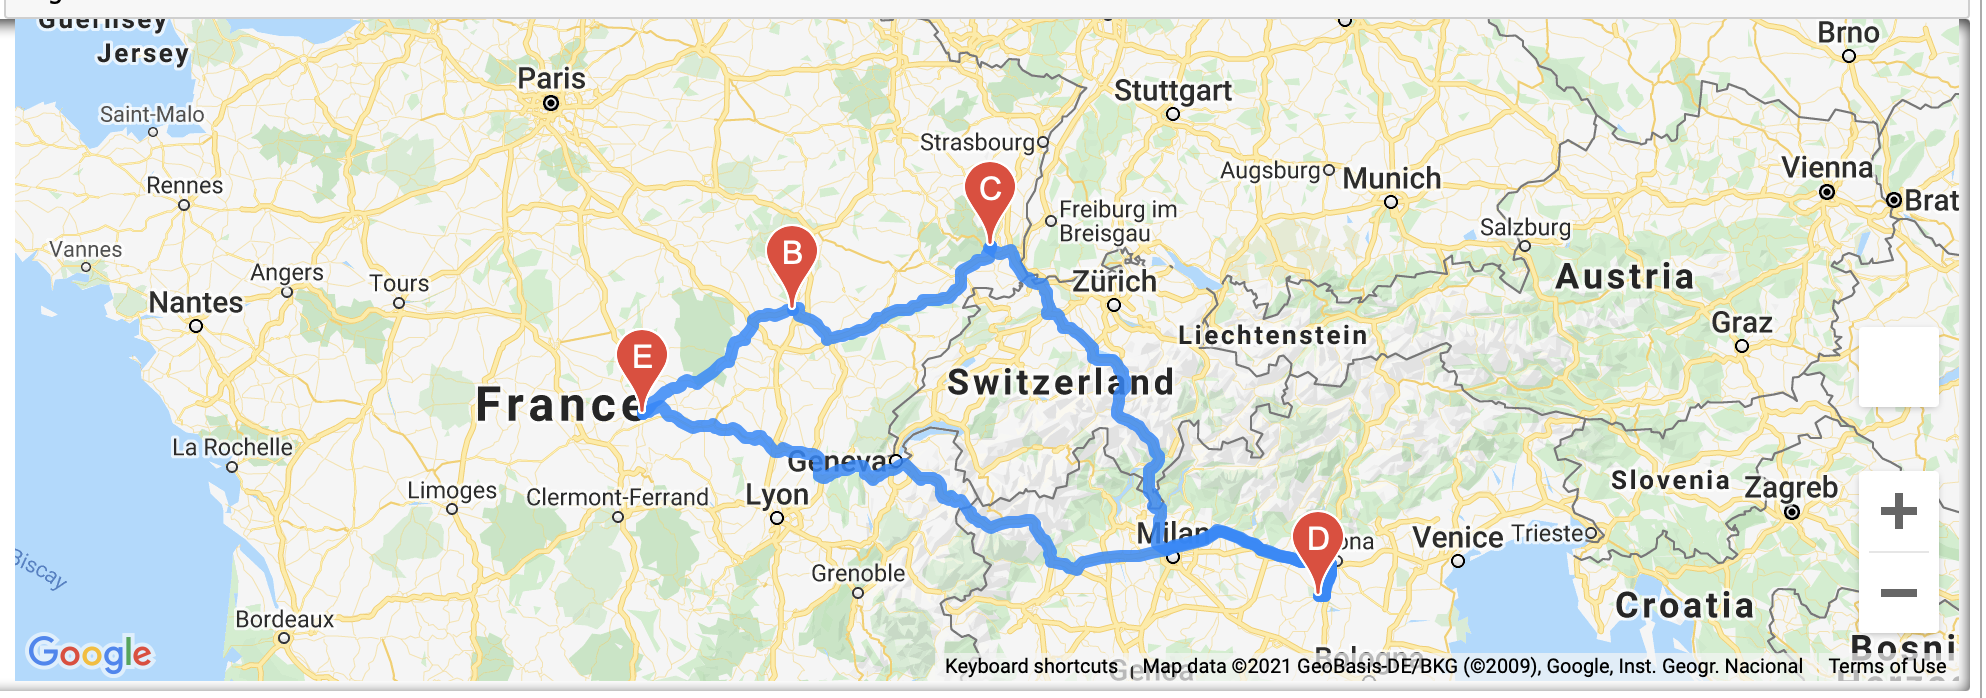 Guernsey
Jersey
Paris
Brno
Stuttgart
Saint-Malo
Strasbourg
Augsburg
Munich
Vienna
Rennes
C
Brat
Freiburg im
Breisgau
Salzburg
Vannes
B
Angers
Tours
Zürich
Austria
Nantes
Graz
Liechtenstein
E
France
Switzerland
La Rochelle
Geneva
Limoges
Clermont-Ferrand
Lyon
Slovenia
Zagreb
Milan
D
ona
Venice
Trieste
Biscay
Grenoble
Croatia
Bordeaux
Bosni
Bologna
Genoa
Google
Keyboard shortcuts
Map data ©2021 GeoBasis-DE/BKG (©2009), Google, Inst. Geogr. Nacional
Terms of Use